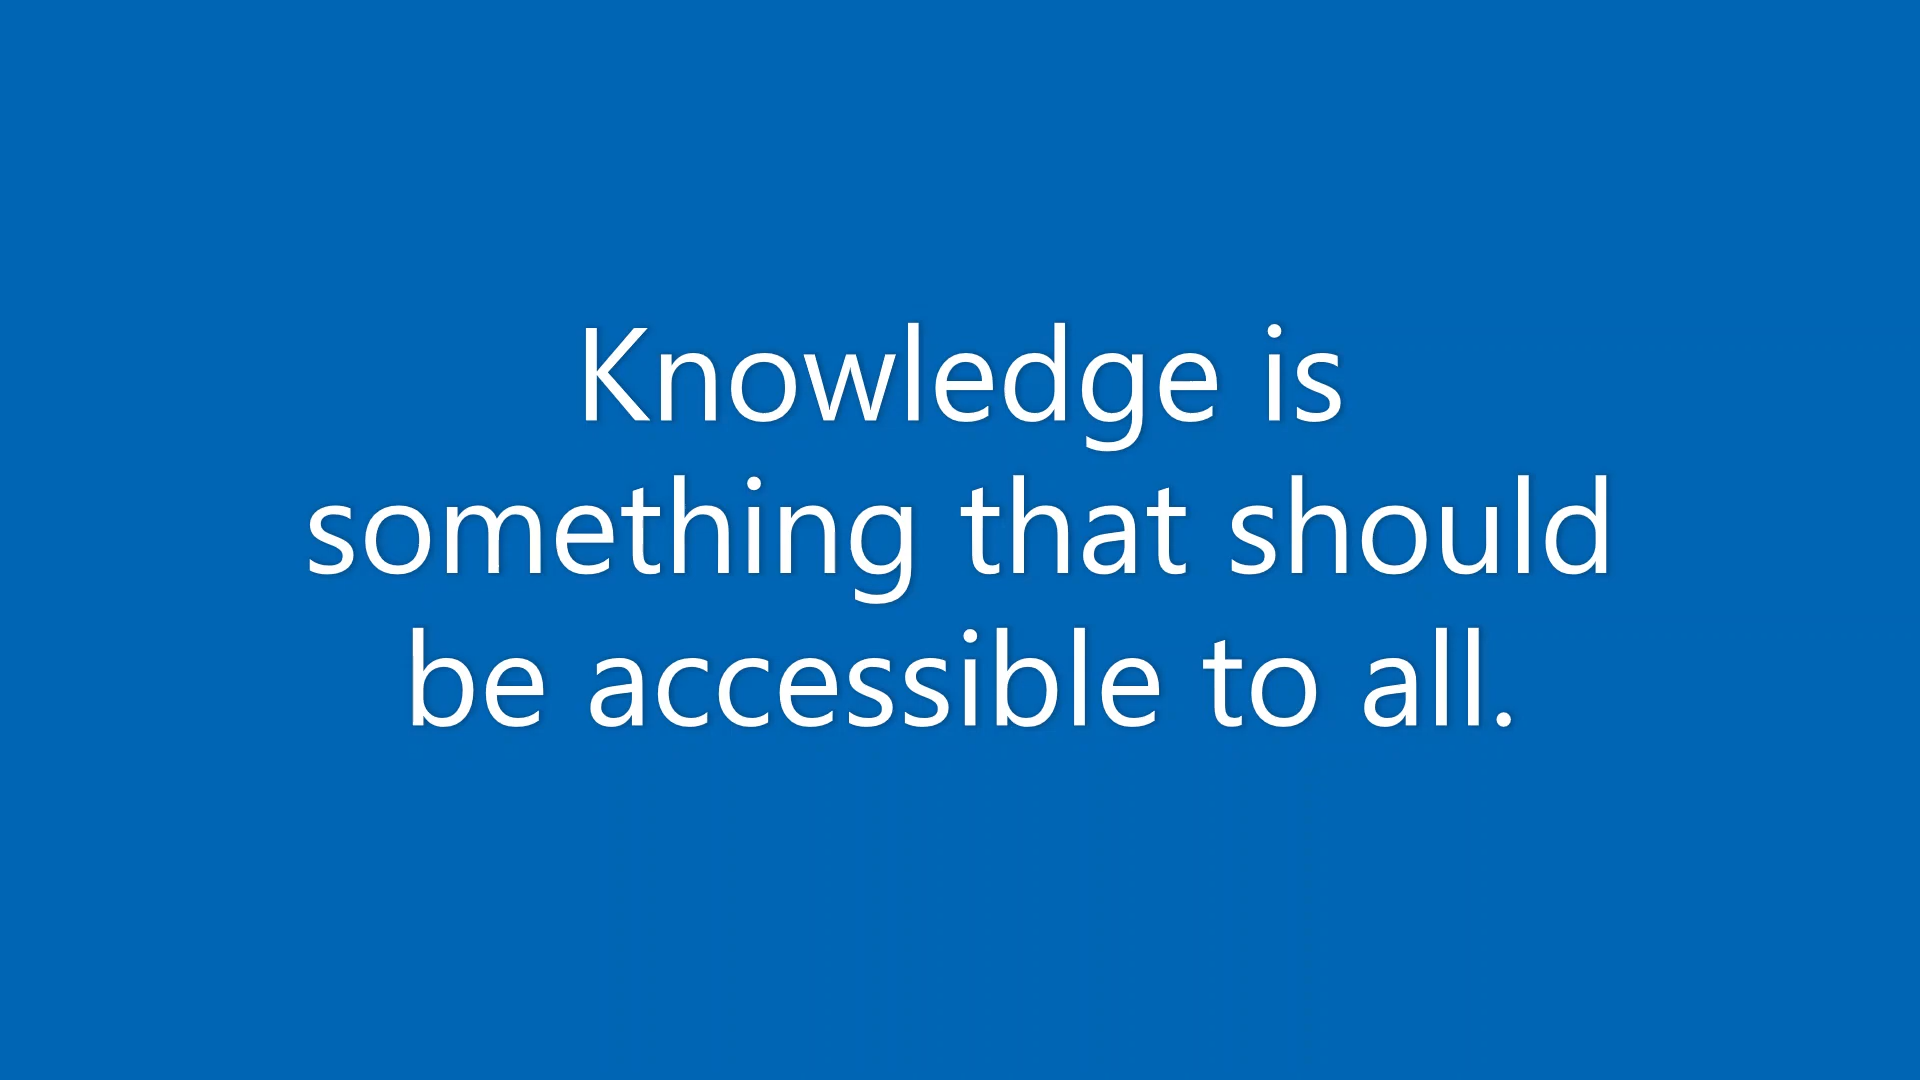 Knowledge is
something that should
be accessible to all.